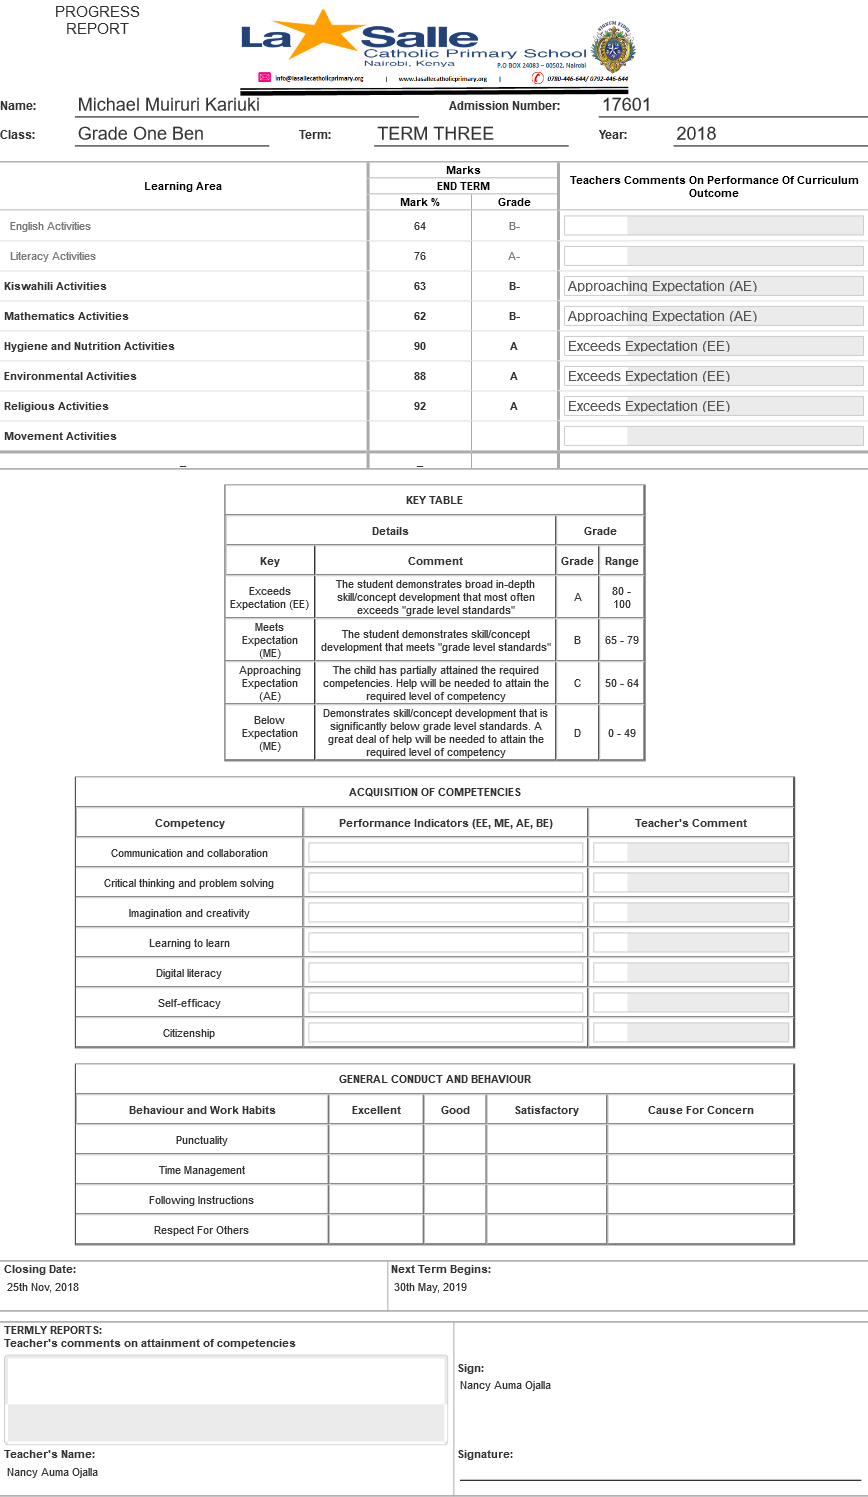 PROGRESS
REPORT
La Salle
Catholic Primary School
Nairobi, Kenya
P.O BOX 24083 – 00502, Nairobi
info@lasallecatholicprimary.org | www.lasallecatholicprimary.org | 0780-446-644/ 0792-446-644
Name: Michael Muiruri Kariuki Admission Number: 17601
Class: Grade One Ben Term: TERM THREE Year: 2018
Learning Area Marks Teachers Comments On Performance Of Curriculum Outcome
END TERM
Mark % Grade
English Activities 64 B-
Literacy Activities 76 A-
Kiswahili Activities 63 B- Approaching Expectation (AE)
Mathematics Activities 62 B- Approaching Expectation (AE)
Hygiene and Nutrition Activities 90 A Exceeds Expectation (EE)
Environmental Activities 88 A Exceeds Expectation (EE)
Religious Activities 92 A Exceeds Expectation (EE)
Movement Activities
_ _
KEY TABLE
Details Grade
Key Comment Grade Range
Exceeds Expectation (EE) The student demonstrates broad in-depth skill/concept development that most often exceeds "grade level standards" A 80 - 100
Meets Expectation (ME) The student demonstrates skill/concept development that meets "grade level standards" B 65 - 79
Approaching Expectation (AE) The child has partially attained the required competencies. Help will be needed to attain the required level of competency C 50 - 64
Below Expectation (ME) Demonstrates skill/concept development that is significantly below grade level standards. A great deal of help will be needed to attain the required level of competency D 0 - 49
ACQUISITION OF COMPETENCIES
Competency Performance Indicators (EE, ME, AE, BE) Teacher's Comment
Communication and collaboration
Critical thinking and problem solving
Imagination and creativity
Learning to learn
Digital literacy
Self-efficacy
Citizenship
GENERAL CONDUCT AND BEHAVIOUR
Behaviour and Work Habits Excellent Good Satisfactory Cause For Concern
Punctuality
Time Management
Following Instructions
Respect For Others
Closing Date: Next Term Begins:
25th Nov, 2018 30th May, 2019
TERMLY REPORTS:
Teacher's comments on attainment of competencies
Sign:
Nancy Auma Ojalla
Teacher's Name: Signature:
Nancy Auma Ojalla